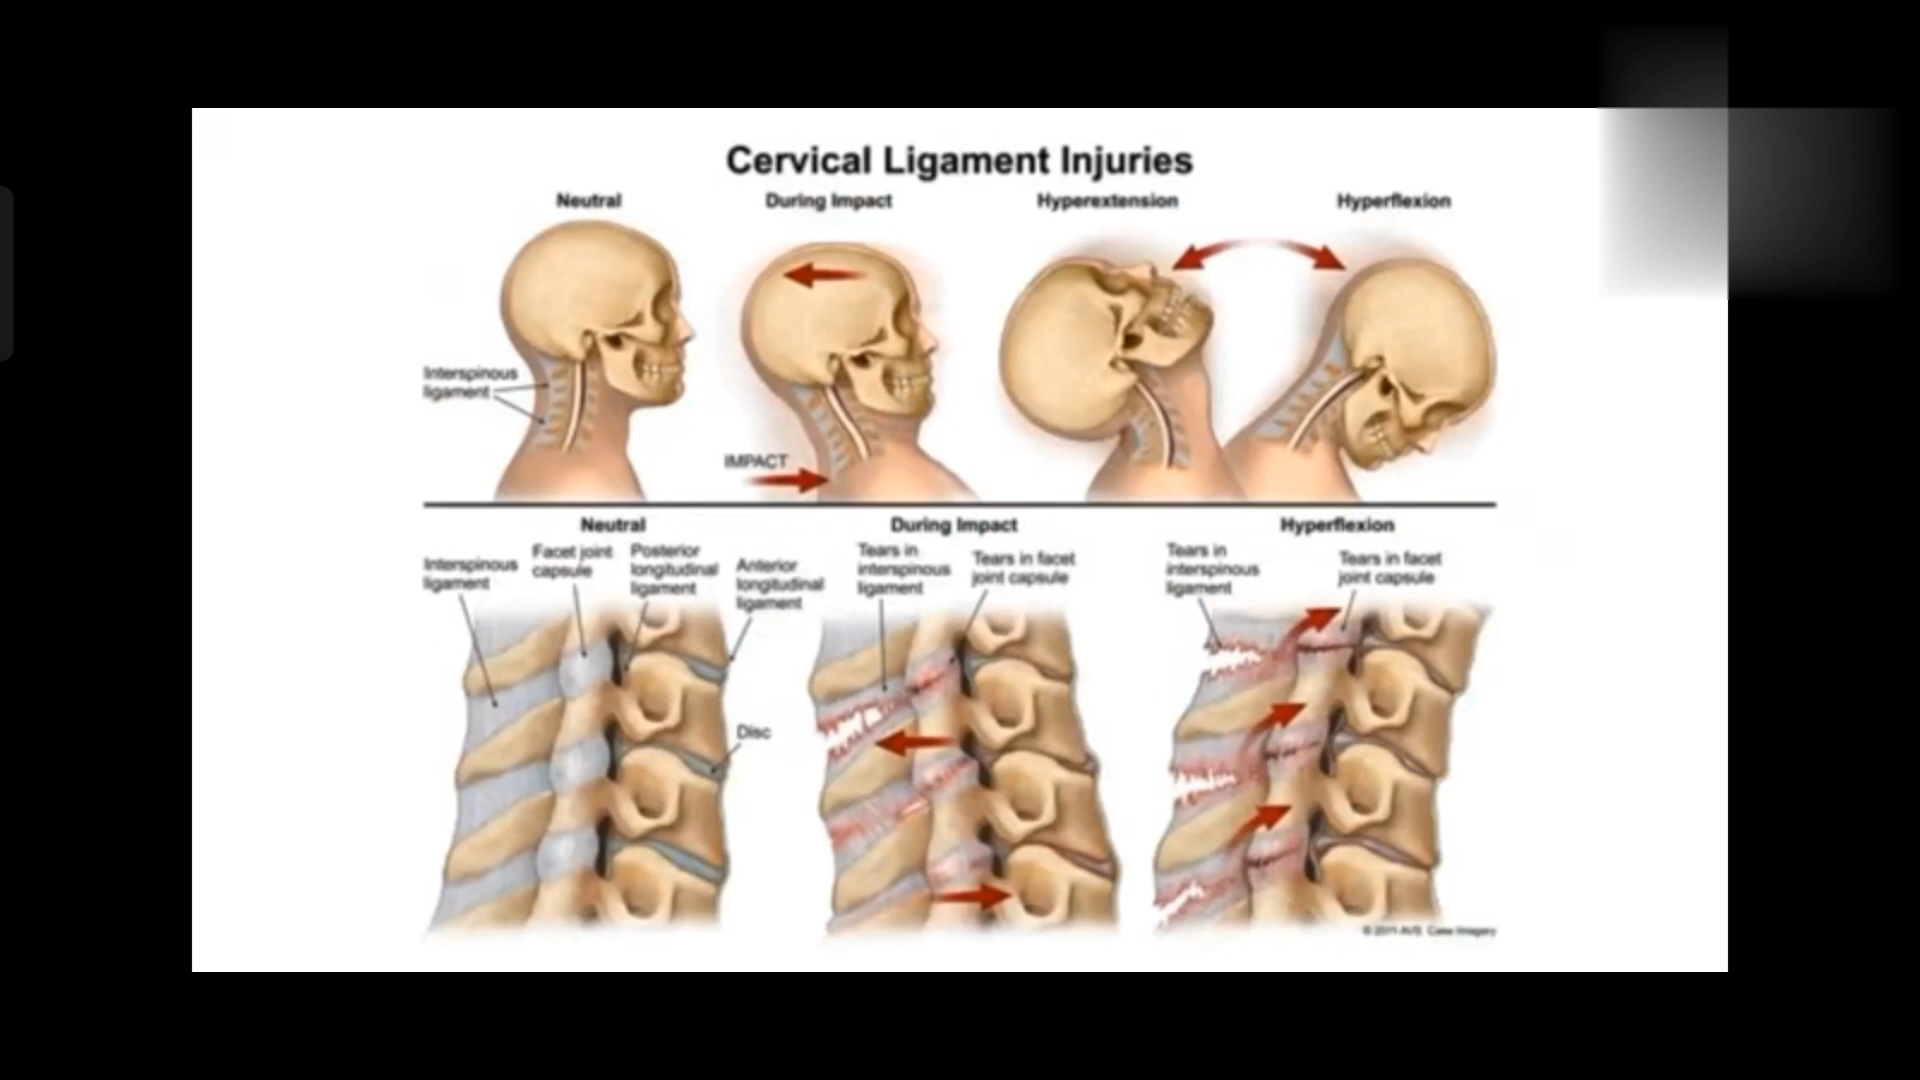 Cervical Ligament Injuries
Neutral
During Impact
Hyperextension
Hyperflexion
Interspinous
ligament
IMPACT
Neutral
During Impact
Hyperflexion
Interspinous
ligament
Facet joint
capsule
Posterior
longitudinal
ligament
Anterior
longitudinal
ligament
Tears in
interspinous
ligament
Tears in facet
joint capsule
Tears in
interspinous
ligament
Tears in facet
joint capsule
Disc
© 2011